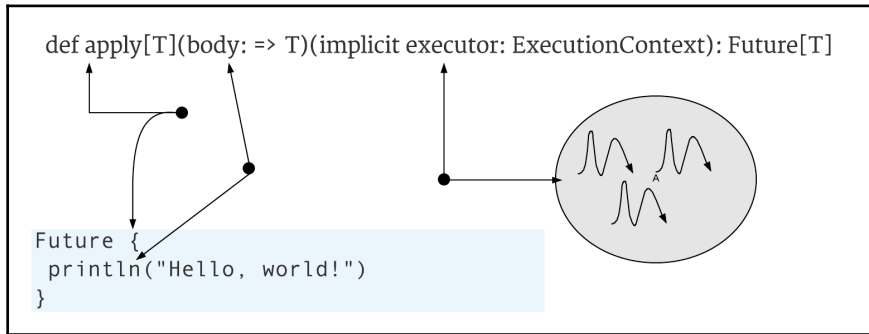 def apply[T](body: => T)(implicit executor: ExecutionContext): Future[T]
A
Future {
 println("Hello, world!")
}